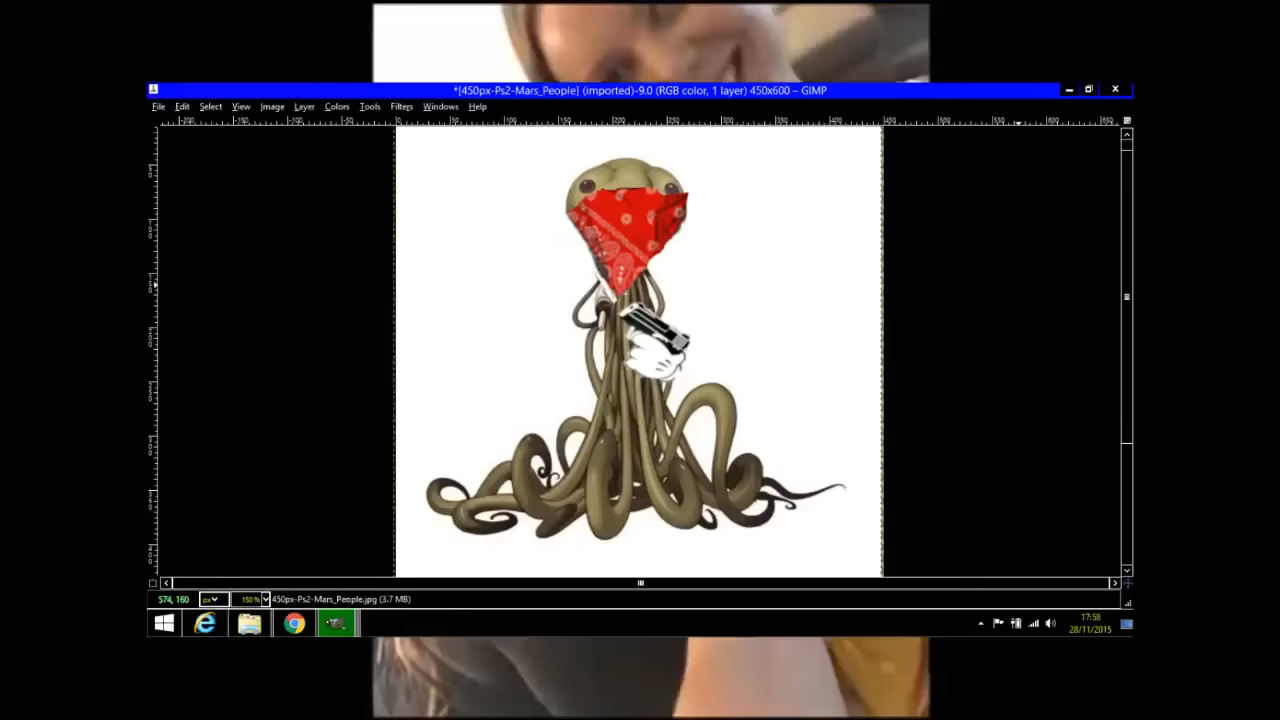 *[450px-Ps2-Mars_People] (imported)-9.0 (RGB color, 1 layer) 450x600 – GIMP
File Edit Select View Image Layer Colors Tools Filters Windows Help
574, 160 px 150 % 450px-Ps2-Mars_People.jpg (3.7 MB)
17:58
28/11/2015